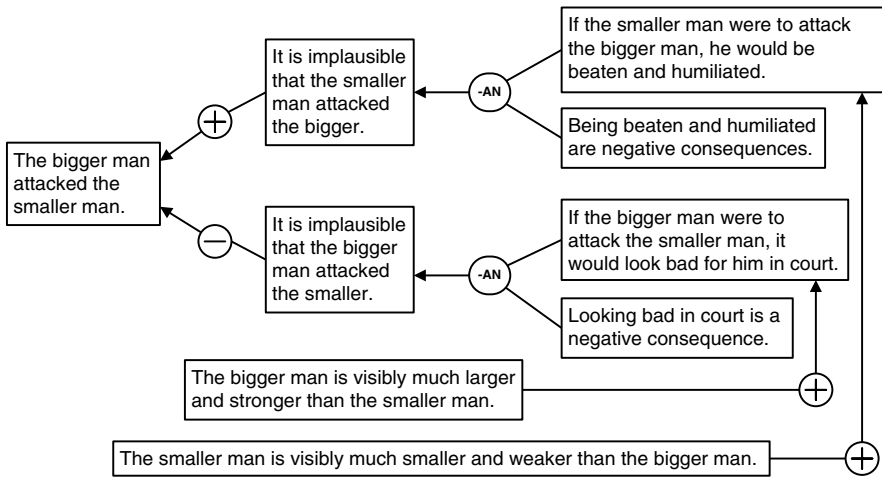 If the smaller man were to attack
the bigger man, he would be
beaten and humiliated.
It is implausible
that the smaller
man attacked
the bigger.
-AN
Being beaten and humiliated
are negative consequences.
+
The bigger man
attacked the
smaller man.
If the bigger man were to
attack the smaller man, it
would look bad for him in court.
−
It is implausible
that the bigger
man attacked
the smaller.
-AN
Looking bad in court is a
negative consequence.
The bigger man is visibly much larger
and stronger than the smaller man.
+
The smaller man is visibly much smaller and weaker than the bigger man.
+